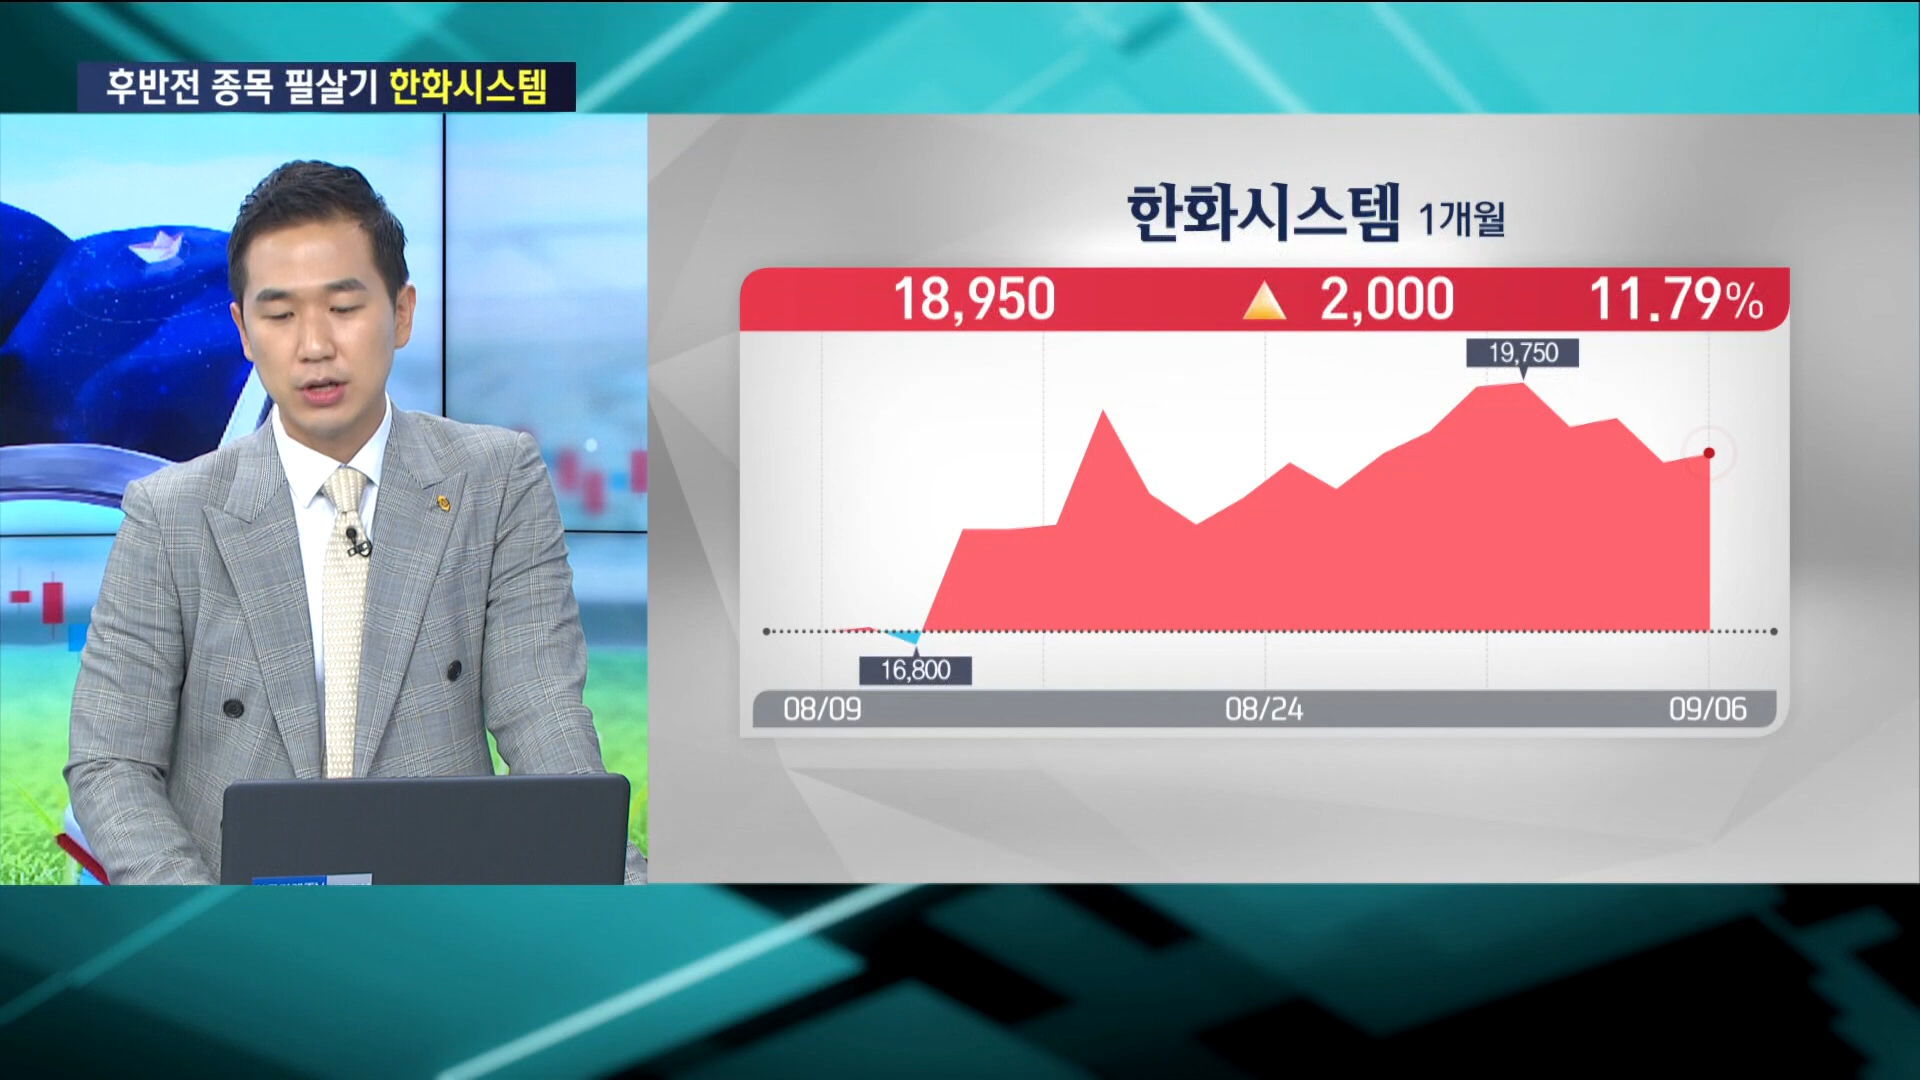 후반전 종목 필살기 한화시스템
한화시스템 1개월
18,950 ▲ 2,000 11.79%
19,750
16,800
08/09 08/24 09/06